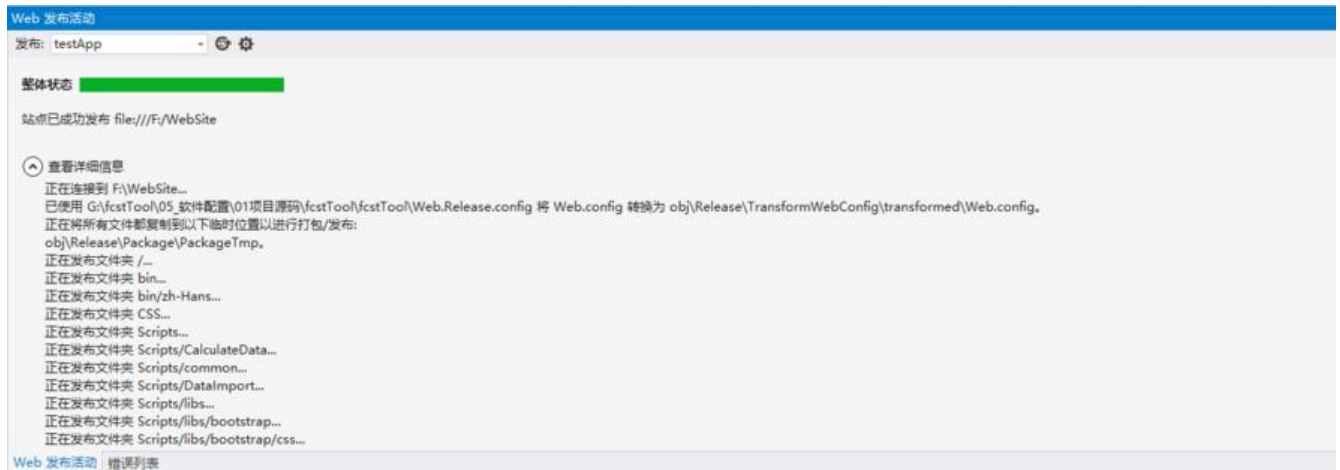 Web 发布活动
发布: testApp
整体状态
站点已成功发布 file:///F:/WebSite
查看详细信息
正在连接到 F:\WebSite...
已使用 G:\fcstTool\05_软件配置\01项目源码\fcstTool\fcstTool\Web.Release.config 将 Web.config 转换为 obj\Release\TransformWebConfig\transformed\Web.config。
正在将所有文件都复制到以下临时位置以进行打包/发布:
obj\Release\Package\PackageTmp。
正在发布文件夹 /...
正在发布文件夹 bin...
正在发布文件夹 bin/zh-Hans...
正在发布文件夹 CSS...
正在发布文件夹 Scripts...
正在发布文件夹 Scripts/CalculateData...
正在发布文件夹 Scripts/common...
正在发布文件夹 Scripts/DataImport...
正在发布文件夹 Scripts/libs...
正在发布文件夹 Scripts/libs/bootstrap...
正在发布文件夹 Scripts/libs/bootstrap/css...
Web 发布活动 错误列表